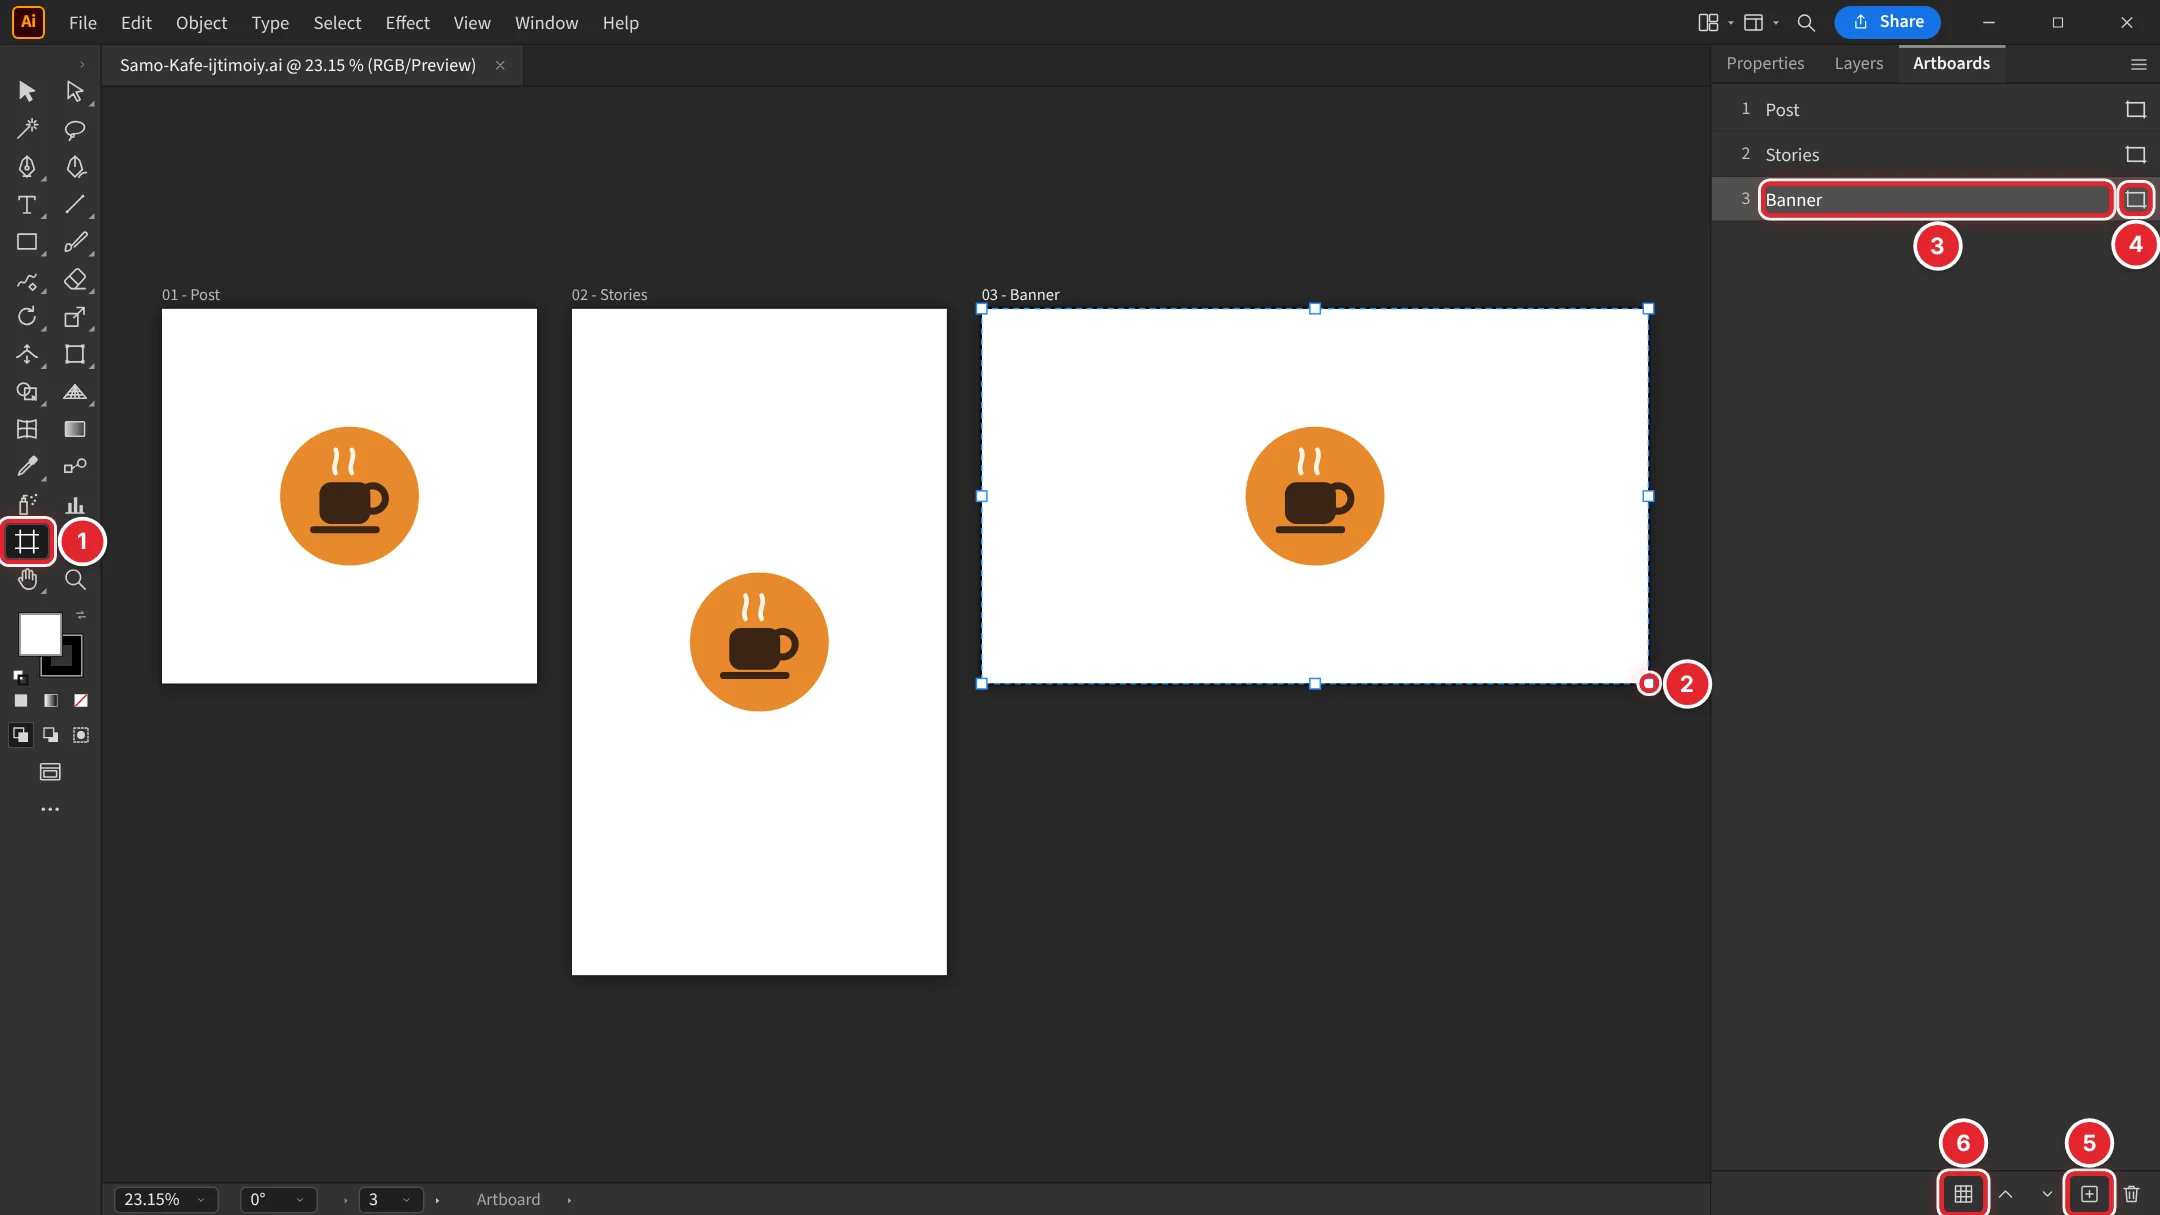 Ai File Edit Object Type Select Effect View Window Help Share
Samo-Kafe-ijtimoiy.ai @ 23.15 % (RGB/Preview)
Properties Layers Artboards
1 Post
2 Stories
3 Banner
3
4
01 - Post
02 - Stories
03 - Banner
1
2
6
5
23.15% 0° 3 Artboard